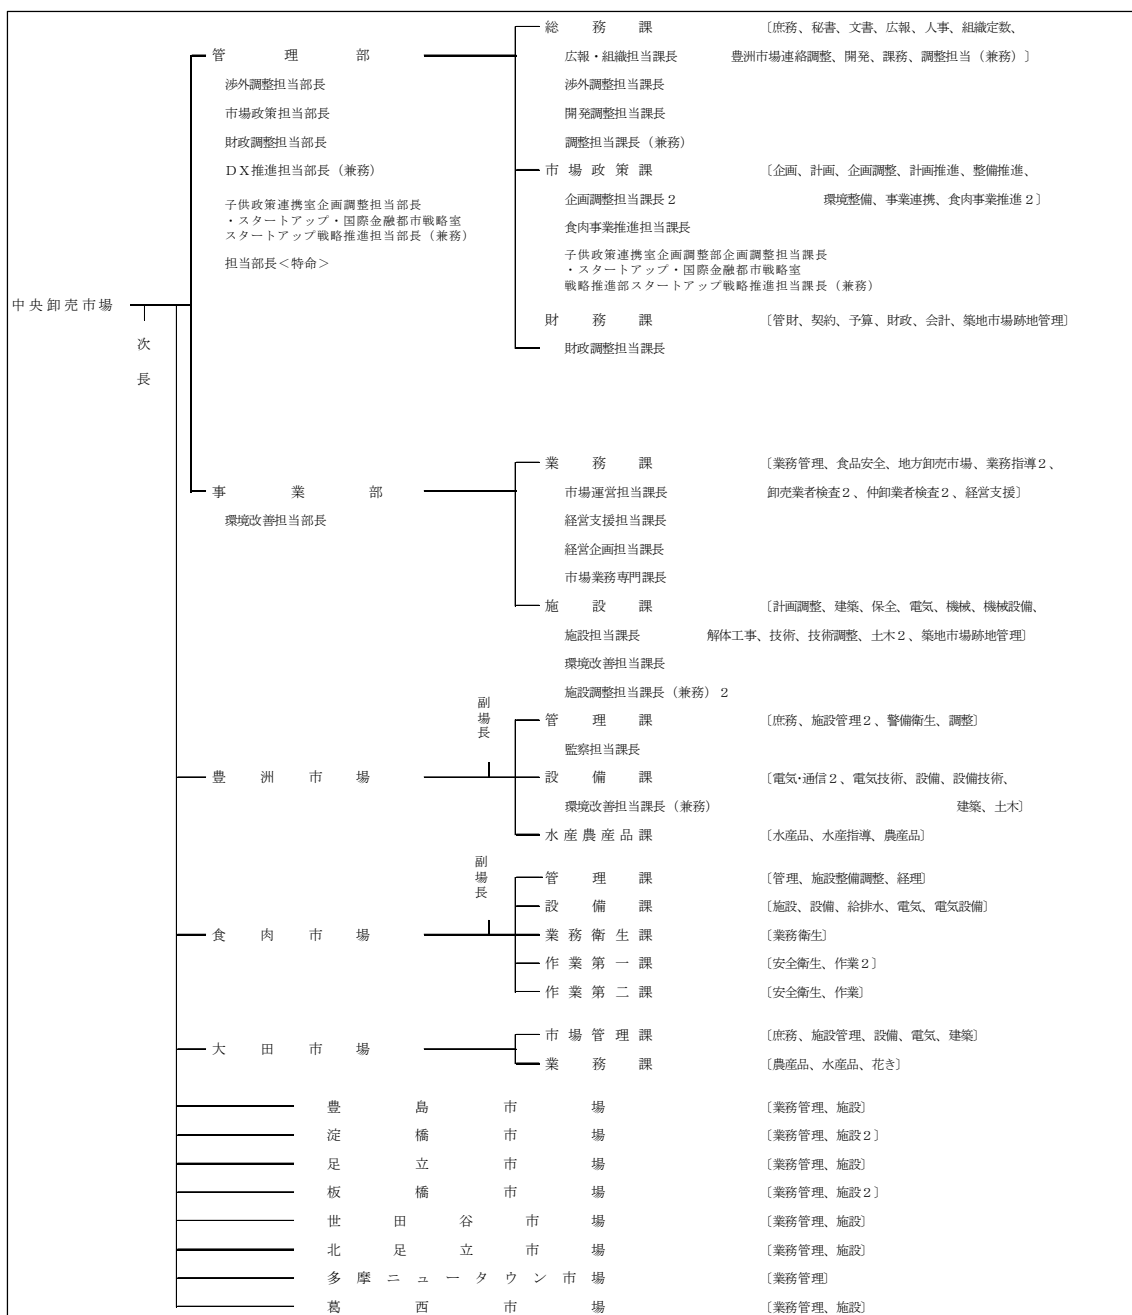 総務課 〔庶務、秘書、文書、広報、人事、組織定数、
管理部 広報・組織担当課長 豊洲市場連絡調整、開発、課務、調整担当（兼務）〕
渉外調整担当部長 渉外調整担当課長
市場政策担当部長 開発調整担当課長
財政調整担当部長 調整担当課長（兼務）
ＤＸ推進担当部長（兼務） 市場政策課 〔企画、計画、企画調整、計画推進、整備推進、
企画調整担当課長２ 環境整備、事業連携、食肉事業推進２〕
子供政策連携室企画調整担当部長
・スタートアップ・国際金融都市戦略室
スタートアップ戦略推進担当部長（兼務）
食肉事業推進担当課長
担当部長＜特命＞
子供政策連携室企画調整部企画調整担当課長
・スタートアップ・国際金融都市戦略室
戦略推進部スタートアップ戦略推進担当課長（兼務）
中央卸売市場
次長
財務課 〔管財、契約、予算、財政、会計、築地市場跡地管理〕
財政調整担当課長
業務課 〔業務管理、食品安全、地方卸売市場、業務指導２、
事業部 市場運営担当課長 卸売業者検査２、仲卸業者検査２、経営支援〕
環境改善担当部長 経営支援担当課長
経営企画担当課長
市場業務専門課長
施設課 〔計画調整、建築、保全、電気、機械、機械設備、
施設担当課長 解体工事、技術、技術調整、土木２、築地市場跡地管理〕
環境改善担当課長
施設調整担当課長（兼務）２
副場長
管理課 〔庶務、施設管理２、警備衛生、調整〕
監察担当課長
豊洲市場 設備課 〔電気･通信２、電気技術、設備、設備技術、
環境改善担当課長（兼務） 建築、土木〕
水産農産品課 〔水産品、水産指導、農産品〕
副場長
管理課 〔管理、施設整備調整、経理〕
設備課 〔施設、設備、給排水、電気、電気設備〕
食肉市場 業務衛生課 〔業務衛生〕
作業第一課 〔安全衛生、作業２〕
作業第二課 〔安全衛生、作業〕
市場管理課 〔庶務、施設管理、設備、電気、建築〕
大田市場
業務課 〔農産品、水産品、花き〕
豊島市場 〔業務管理、施設〕
淀橋市場 〔業務管理、施設２〕
足立市場 〔業務管理、施設〕
板橋市場 〔業務管理、施設２〕
世田谷市場 〔業務管理、施設〕
北足立市場 〔業務管理、施設〕
多摩ニュータウン市場 〔業務管理〕
葛西市場 〔業務管理、施設〕